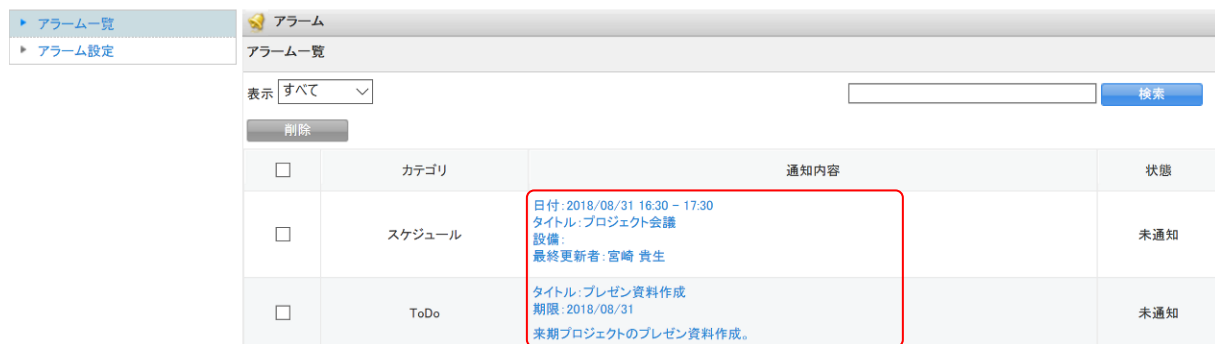 アラーム一覧
アラーム設定
アラーム
アラーム一覧
表示 すべて
検索
削除
カテゴリ 通知内容 状態
スケジュール
日付:2018/08/31 16:30 - 17:30
タイトル:プロジェクト会議
設備:
最終更新者:宮崎 貴生
未通知
ToDo
タイトル:プレゼン資料作成
期限:2018/08/31
来期プロジェクトのプレゼン資料作成。
未通知